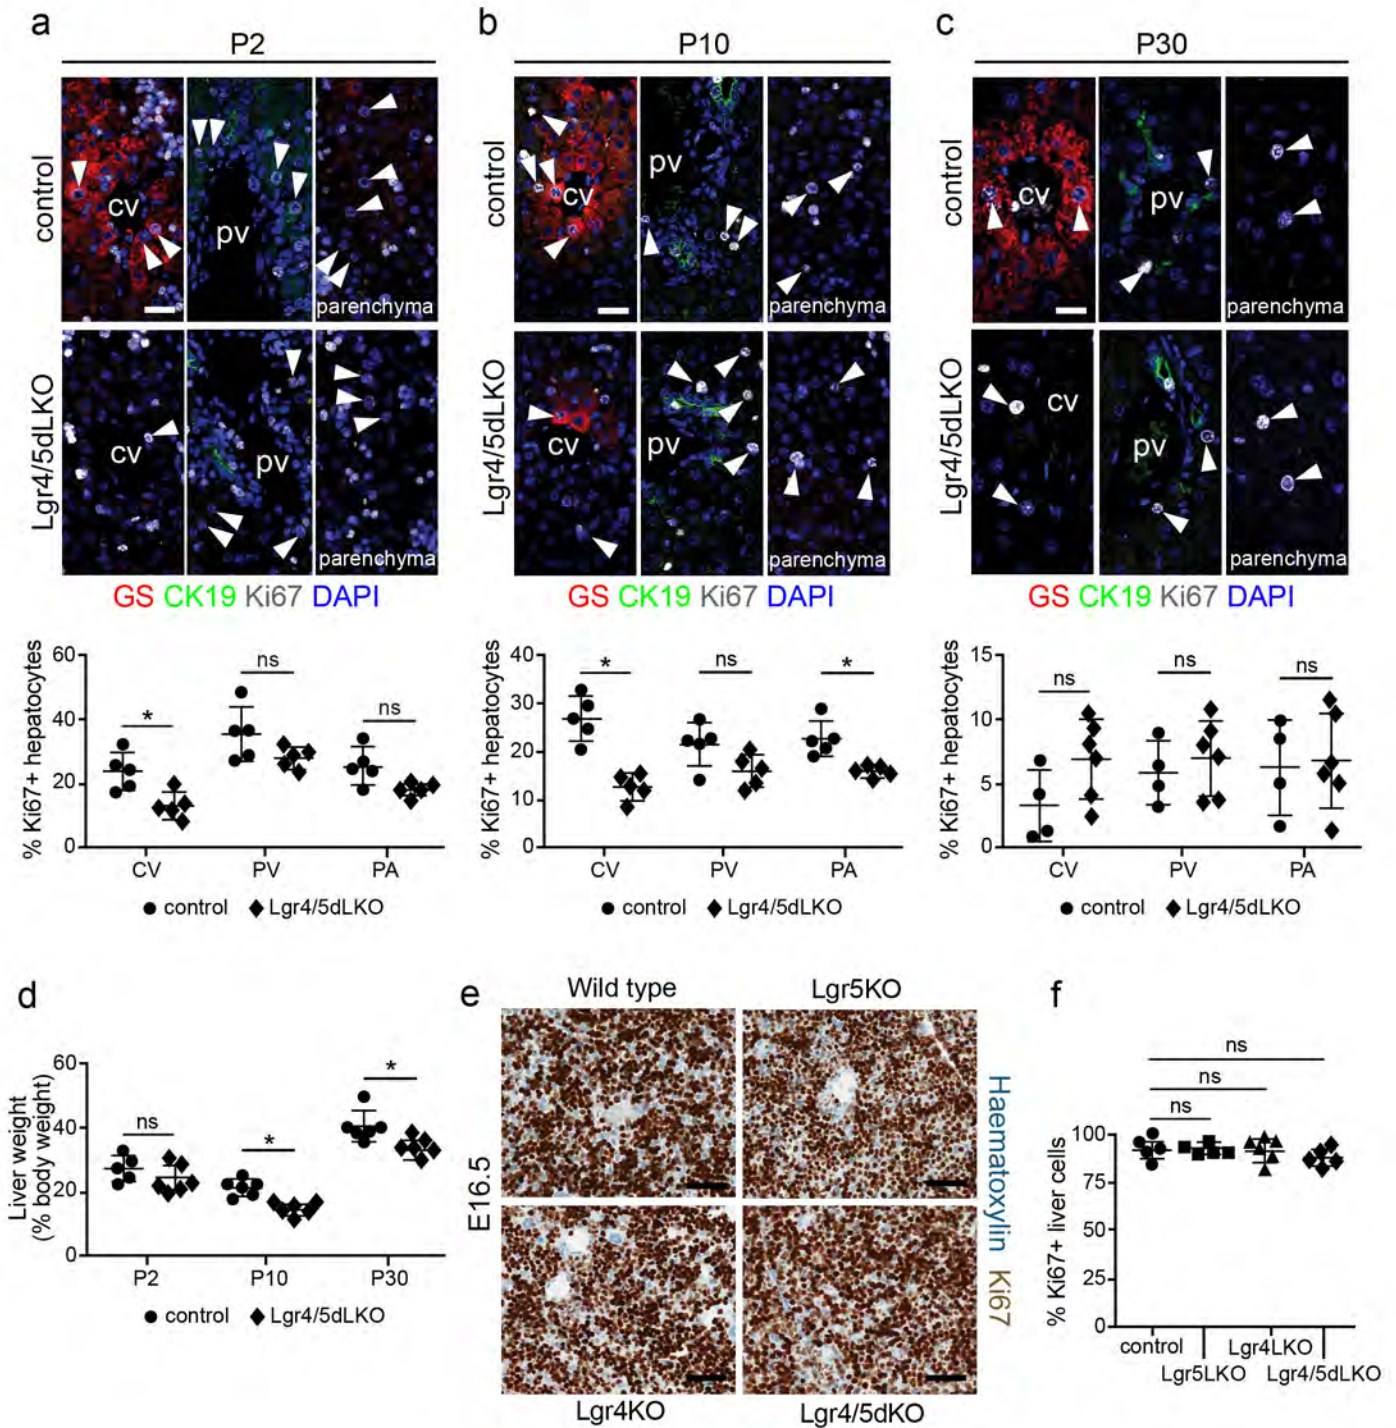 a
P2
control
cv
pv
parenchyma
Lgr4/5dLKO
cv
pv
parenchyma
GS CK19 Ki67 DAPI
% Ki67+ hepatocytes
60
40
20
0
*
ns
ns
CV
PV
PA
control
Lgr4/5dLKO
b
P10
control
cv
pv
parenchyma
Lgr4/5dLKO
cv
pv
parenchyma
GS CK19 Ki67 DAPI
% Ki67+ hepatocytes
40
30
20
10
0
*
ns
*
CV
PV
PA
control
Lgr4/5dLKO
c
P30
control
cv
pv
parenchyma
Lgr4/5dLKO
cv
pv
parenchyma
GS CK19 Ki67 DAPI
% Ki67+ hepatocytes
15
10
5
0
ns
ns
ns
CV
PV
PA
control
Lgr4/5dLKO
d
Liver weight
(% body weight)
60
40
20
0
ns
*
*
P2
P10
P30
control
Lgr4/5dLKO
e
E16.5
Wild type
Lgr5KO
Lgr4KO
Lgr4/5dKO
Haematoxylin Ki67
f
% Ki67+ liver cells
100
75
50
25
0
ns
ns
ns
control
Lgr5LKO
Lgr4LKO
Lgr4/5dLKO